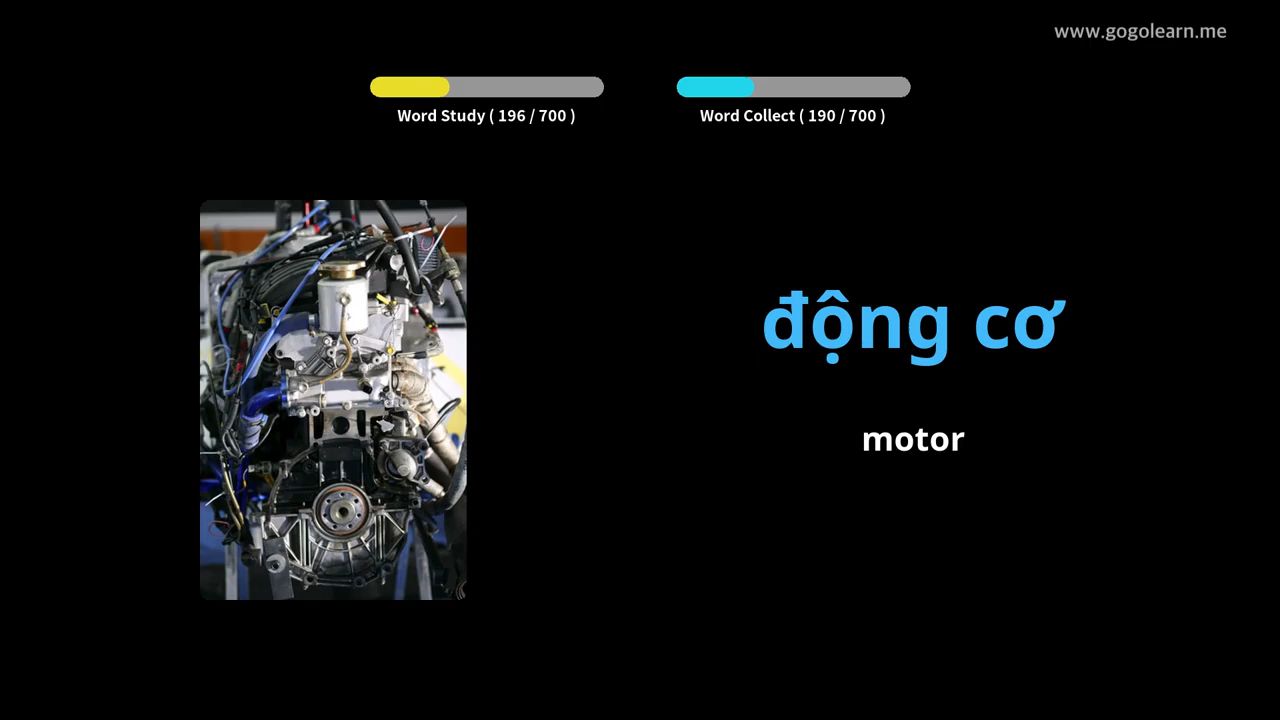 www.gogolearn.me
Word Study ( 196 / 700 )
Word Collect ( 190 / 700 )
động cơ
motor